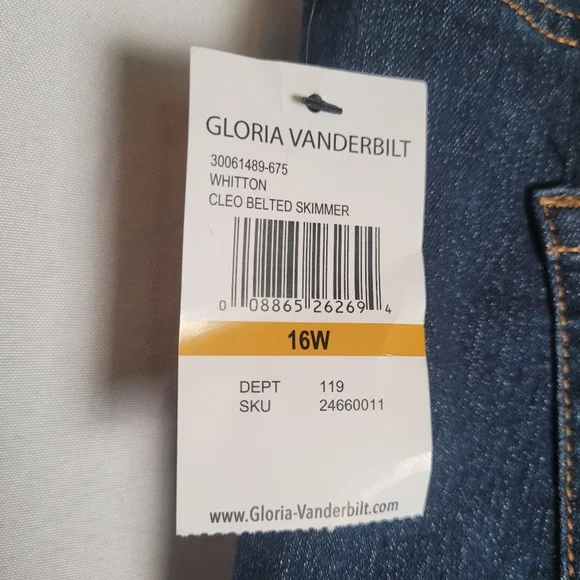 GLORIA VANDERBILT
30061489-675
WHITTON
CLEO BELTED SKIMMER
0 08865 26269 4
16W
DEPT 119
SKU 24660011
www.Gloria-Vanderbilt.com